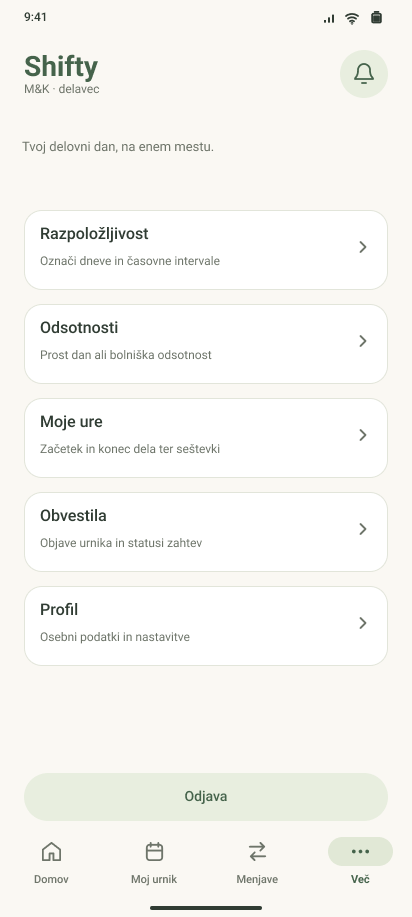 9:41
Shifty
M&K · delavec
Tvoj delovni dan, na enem mestu.
Razpoložljivost
Označi dneve in časovne intervale
Odsotnosti
Prost dan ali bolniška odsotnost
Moje ure
Začetek in konec dela ter seštevki
Obvestila
Objave urnika in statusi zahtev
Profil
Osebni podatki in nastavitve
Odjava
Domov
Moj urnik
Menjave
Več